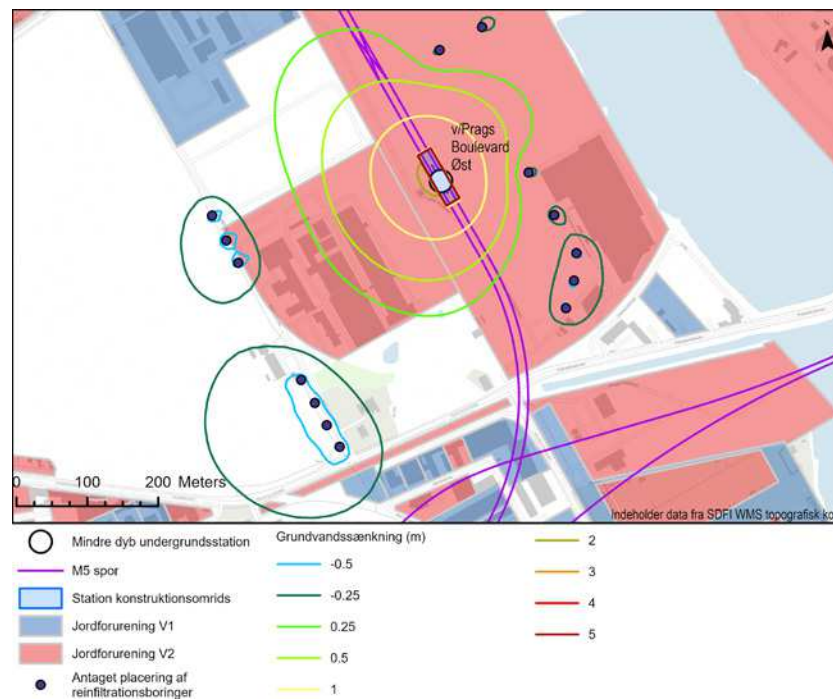 v/Prags
Boulevard
Øst
0 100 200 Meters
Indeholder data fra SDFI WMS topografisk ko
Mindre dyb undergrundsstation
M5 spor
Station konstruktionsomrids
Jordforurening V1
Jordforurening V2
Antaget placering af
reinfiltrationsboringer
Grundvandssænkning (m)
-0.5
-0.25
0.25
0.5
1
2
3
4
5